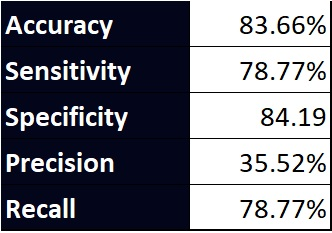 Accuracy 83.66%
Sensitivity 78.77%
Specificity 84.19
Precision 35.52%
Recall 78.77%